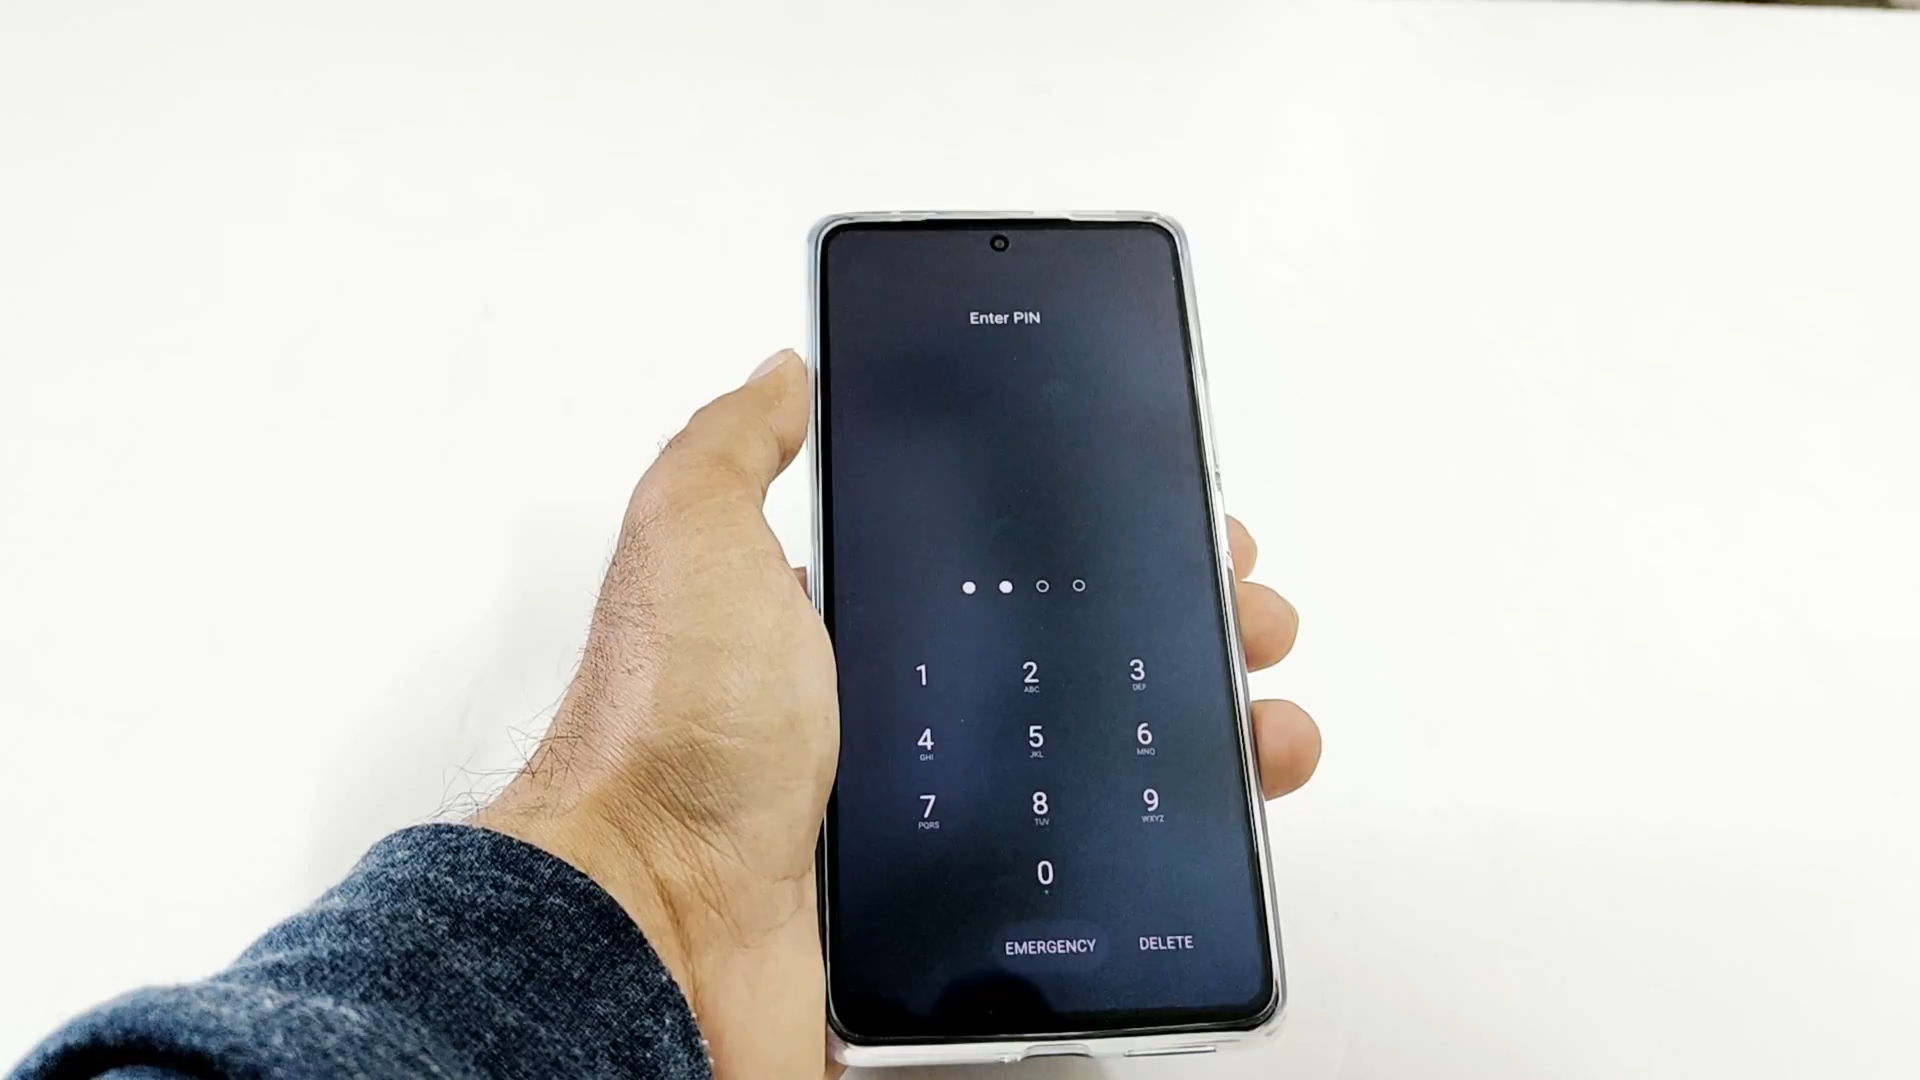 Enter PIN
1 2 3
ABC DEF
4 5 6
GHI JKL MNO
7 8 9
PQRS TUV WXYZ
0
+
EMERGENCY DELETE